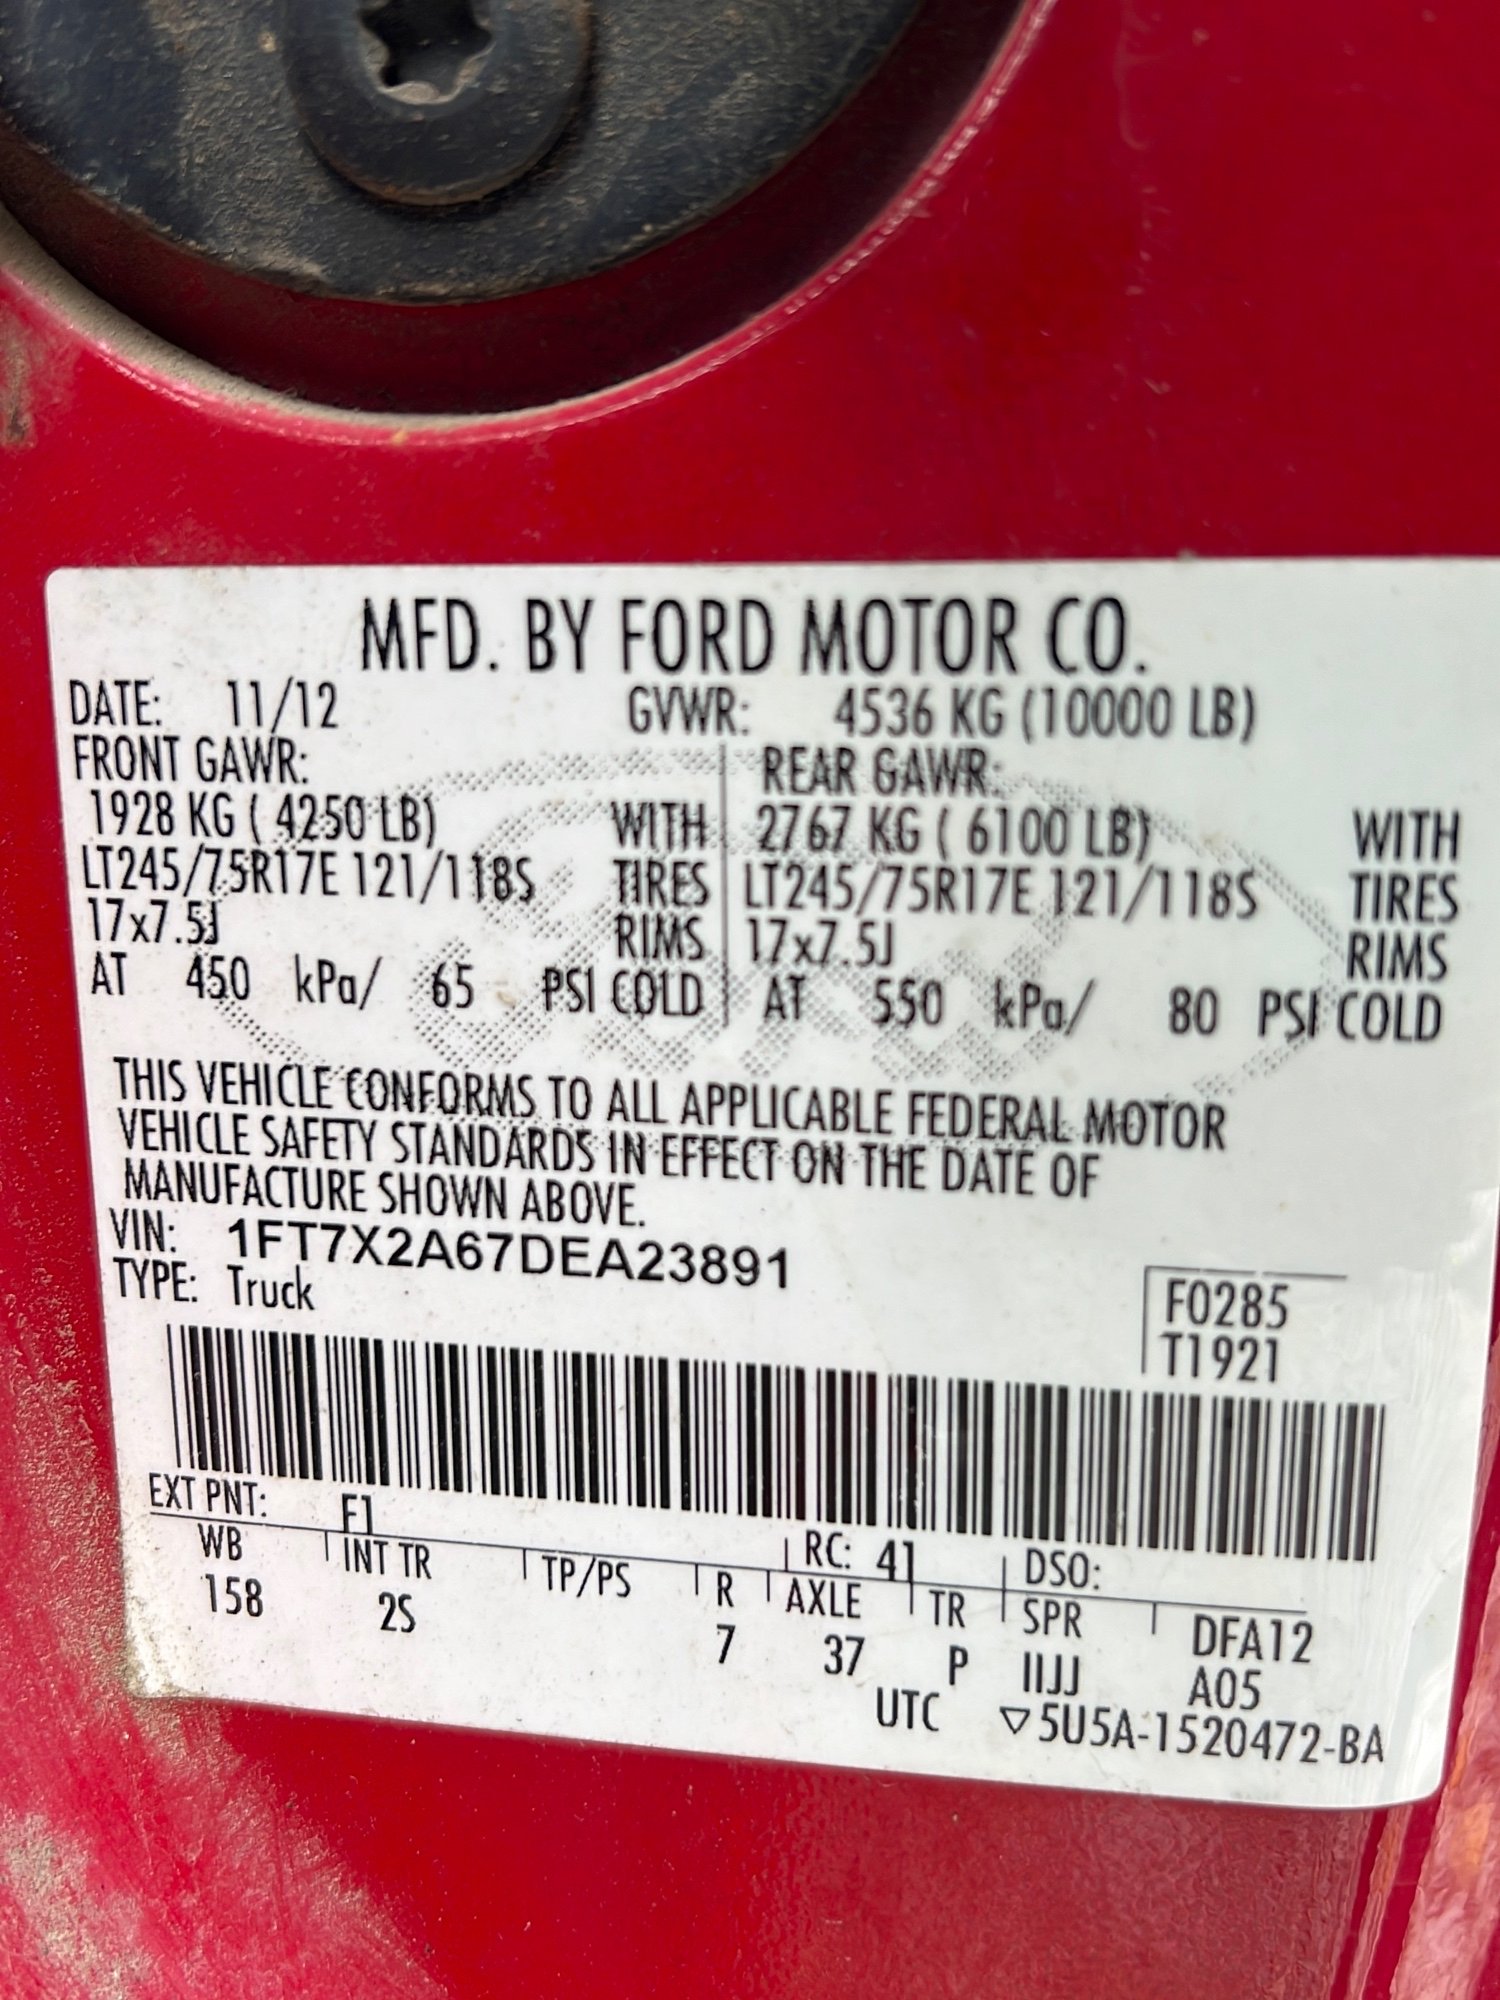 MFD. BY FORD MOTOR CO.
DATE: 11/12 GVWR: 4536 KG (10000 LB)
FRONT GAWR: REAR GAWR:
1928 KG ( 4250 LB) WITH 2767 KG ( 6100 LB) WITH
LT245/75R17E 121/118S TIRES LT245/75R17E 121/118S TIRES
17x7.5J RIMS 17x7.5J RIMS
AT 450 kPa/ 65 PSI COLD AT 550 kPa/ 80 PSI COLD
THIS VEHICLE CONFORMS TO ALL APPLICABLE FEDERAL MOTOR
VEHICLE SAFETY STANDARDS IN EFFECT ON THE DATE OF
MANUFACTURE SHOWN ABOVE.
VIN: 1FT7X2A67DEA23891
TYPE: Truck
F0285
T1921
EXT PNT: F1 RC: 41 DSO:
WB INT TR TP/PS R AXLE TR SPR DFA12
158 2S 7 37 P IIJJ A05
UTC ▽5U5A-1520472-BA